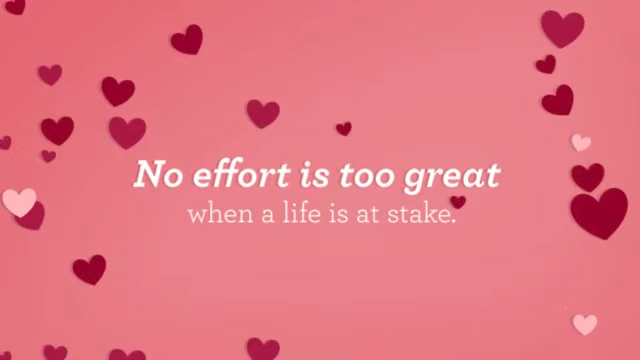 No effort is too great
when a life is at stake.